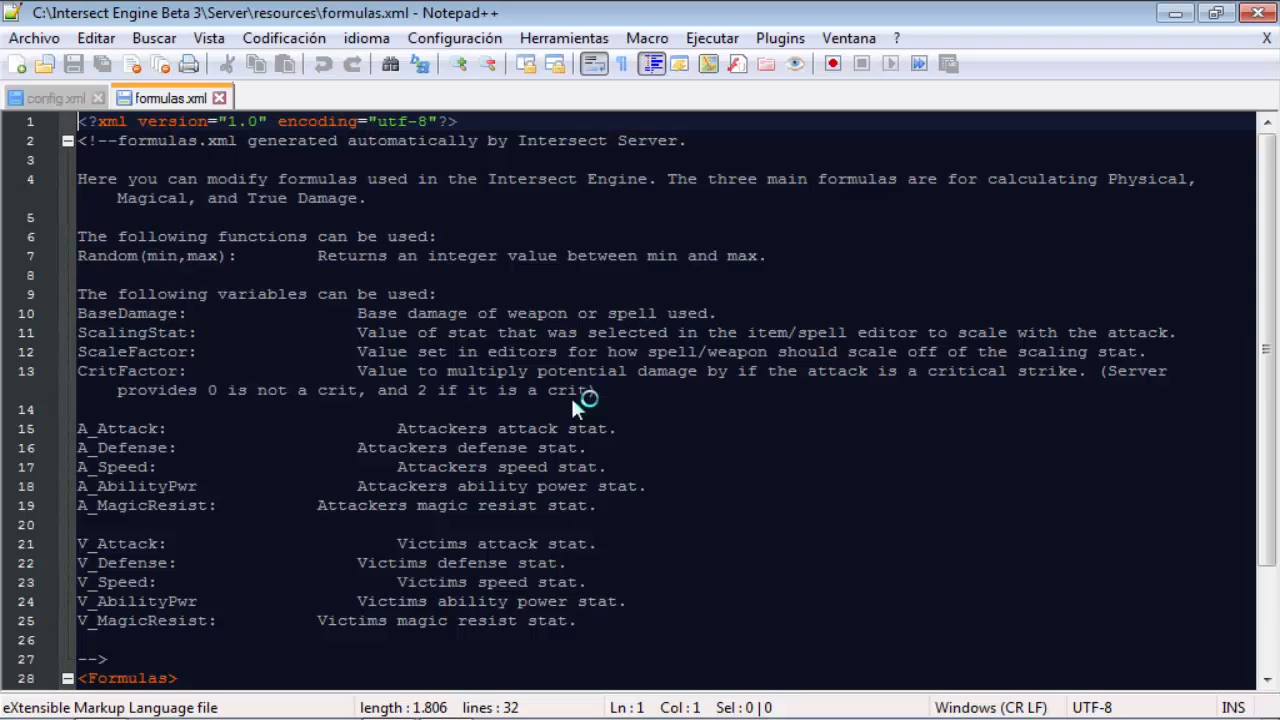 C:\Intersect Engine Beta 3\Server\resources\formulas.xml - Notepad++
Archivo Editar Buscar Vista Codificación idioma Configuración Herramientas Macro Ejecutar Plugins Ventana ? X
config.xml formulas.xml
1 <?xml version="1.0" encoding="utf-8"?>
2 <!--formulas.xml generated automatically by Intersect Server.
3
4 Here you can modify formulas used in the Intersect Engine. The three main formulas are for calculating Physical,
Magical, and True Damage.
5
6 The following functions can be used:
7 Random(min,max): Returns an integer value between min and max.
8
9 The following variables can be used:
10 BaseDamage: Base damage of weapon or spell used.
11 ScalingStat: Value of stat that was selected in the item/spell editor to scale with the attack.
12 ScaleFactor: Value set in editors for how spell/weapon should scale off of the scaling stat.
13 CritFactor: Value to multiply potential damage by if the attack is a critical strike. (Server
provides 0 is not a crit, and 2 if it is a crit)
14
15 A_Attack: Attackers attack stat.
16 A_Defense: Attackers defense stat.
17 A_Speed: Attackers speed stat.
18 A_AbilityPwr Attackers ability power stat.
19 A_MagicResist: Attackers magic resist stat.
20
21 V_Attack: Victims attack stat.
22 V_Defense: Victims defense stat.
23 V_Speed: Victims speed stat.
24 V_AbilityPwr Victims ability power stat.
25 V_MagicResist: Victims magic resist stat.
26
27 -->
28 <Formulas>
eXtensible Markup Language file length : 1.806 lines : 32 Ln : 1 Col : 1 Sel : 0 | 0 Windows (CR LF) UTF-8 INS